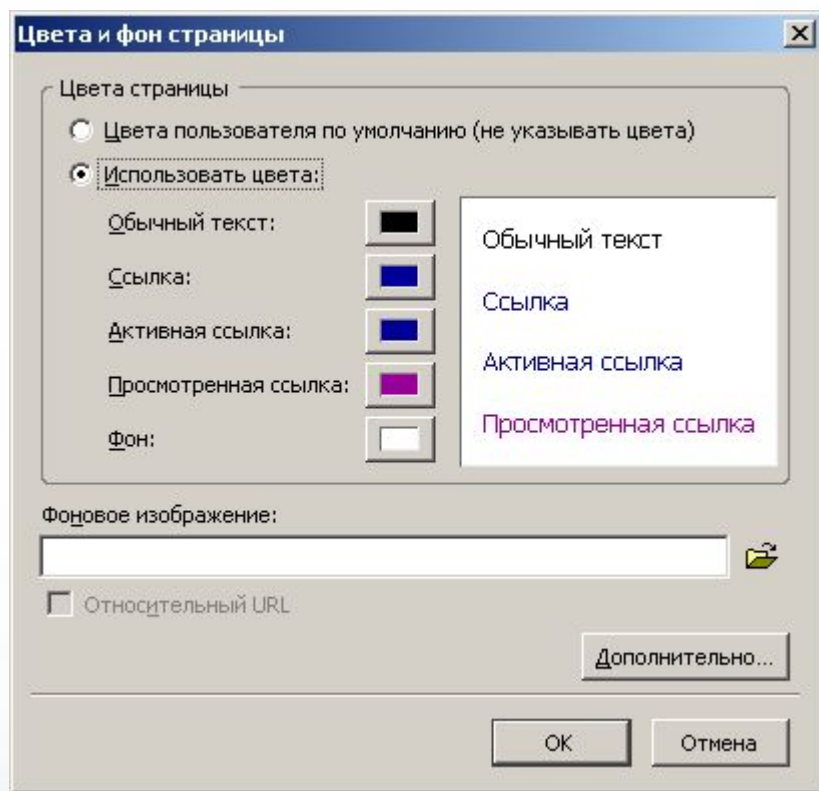 Цвета и фон страницы
Цвета страницы
Цвета пользователя по умолчанию (не указывать цвета)
Использовать цвета:
Обычный текст:
Ссылка:
Активная ссылка:
Просмотренная ссылка:
Фон:
Обычный текст
Ссылка
Активная ссылка
Просмотренная ссылка
Фоновое изображение:
Относительный URL
Дополнительно...
OK
Отмена